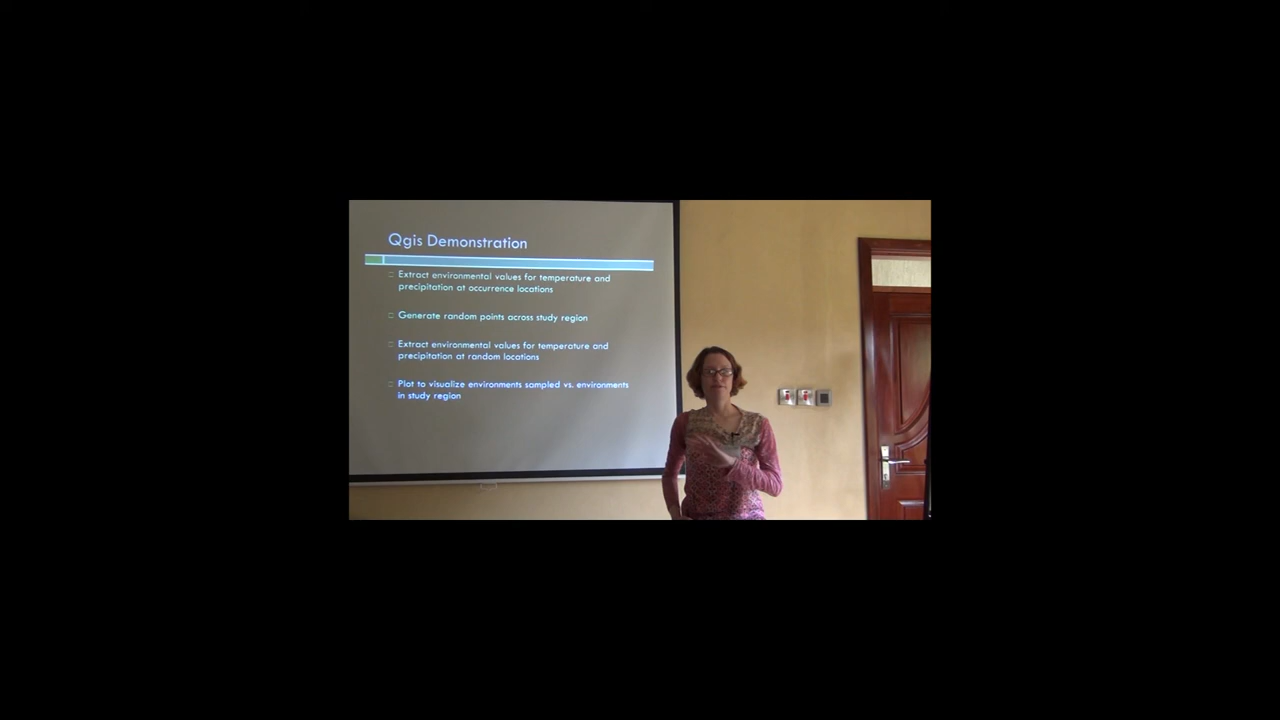 Qgis Demonstration
Extract environmental values for temperature and
precipitation at occurrence locations
Generate random points across study region
Extract environmental values for temperature and
precipitation at random locations
Plot to visualize environments sampled vs. environments
in study region